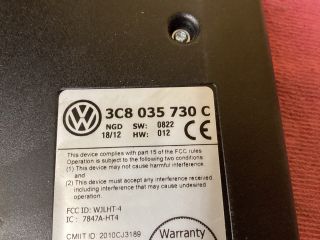 3C8 035 730 C
NGD SW: 0822
18/12 HW: 012
This device complies with part 15 of the FCC rules
Operation is subject to the following two conditions
(1) This device may not cause harmful interference,
and
(2) This device must accept any interference received
including interference that may cause undesired
operation.
FCC ID: WJLHT-4
IC : 7847A-HT4
CMIIT ID: 2010CJ3189
Warranty